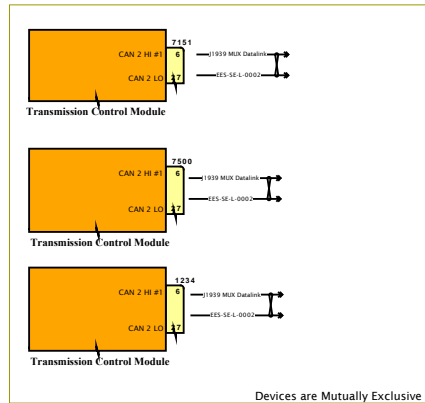 7151
CAN 2 HI #1 6 J1939 MUX Datalink
EES-SE-L-0002
CAN 2 LO 27
Transmission Control Module
7500
CAN 2 HI #1 6 J1939 MUX Datalink
EES-SE-L-0002
CAN 2 LO 27
Transmission Control Module
1234
CAN 2 HI #1 6 J1939 MUX Datalink
EES-SE-L-0002
CAN 2 LO 27
Transmission Control Module
Devices are Mutually Exclusive